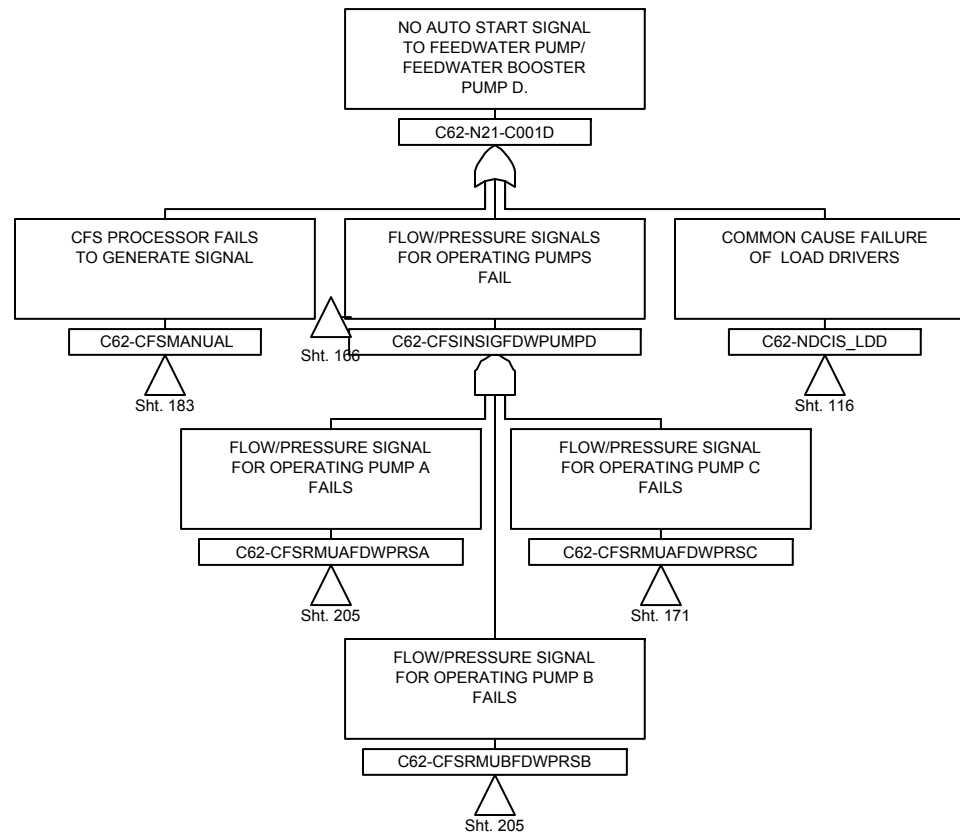 NO AUTO START SIGNAL
TO FEEDWATER PUMP/
FEEDWATER BOOSTER
PUMP D.
C62-N21-C001D
CFS PROCESSOR FAILS
TO GENERATE SIGNAL
C62-CFSMANUAL
Sht. 183
FLOW/PRESSURE SIGNALS
FOR OPERATING PUMPS
FAIL
Sht. 166
C62-CFSINSIGFDWPUMPD
COMMON CAUSE FAILURE
OF LOAD DRIVERS
C62-NDCIS_LDD
Sht. 116
FLOW/PRESSURE SIGNAL
FOR OPERATING PUMP A
FAILS
C62-CFSRMUAFDWPRSA
Sht. 205
FLOW/PRESSURE SIGNAL
FOR OPERATING PUMP C
FAILS
C62-CFSRMUAFDWPRSC
Sht. 171
FLOW/PRESSURE SIGNAL
FOR OPERATING PUMP B
FAILS
C62-CFSRMUBFDWPRSB
Sht. 205